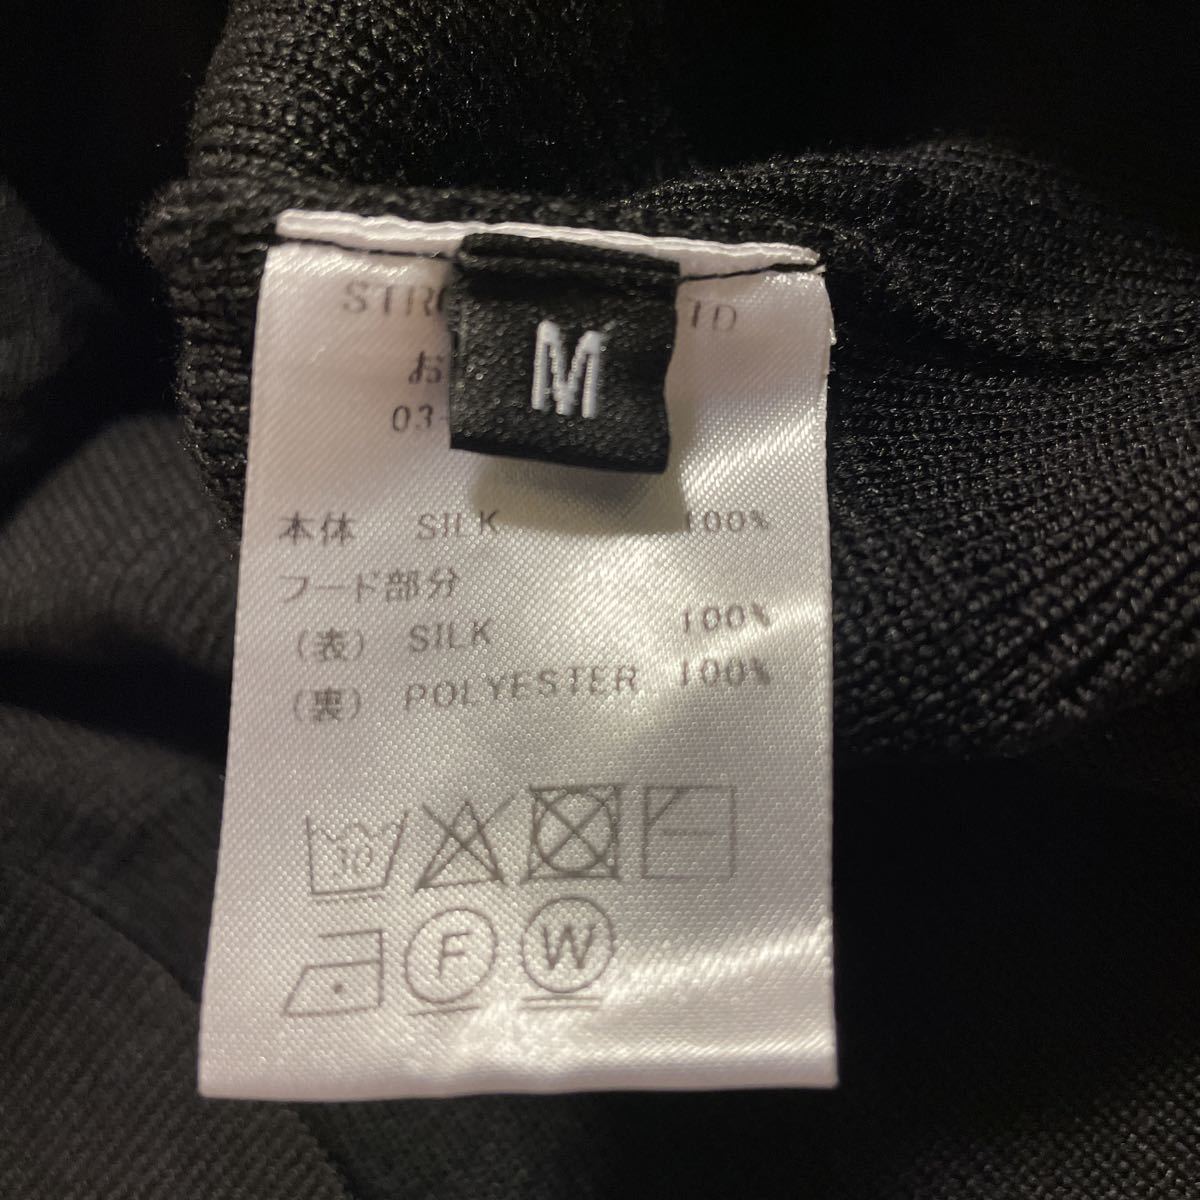 M
本体 SILK 100%
フード部分
(表) SILK 100%
(裏) POLYESTER 100%
F W